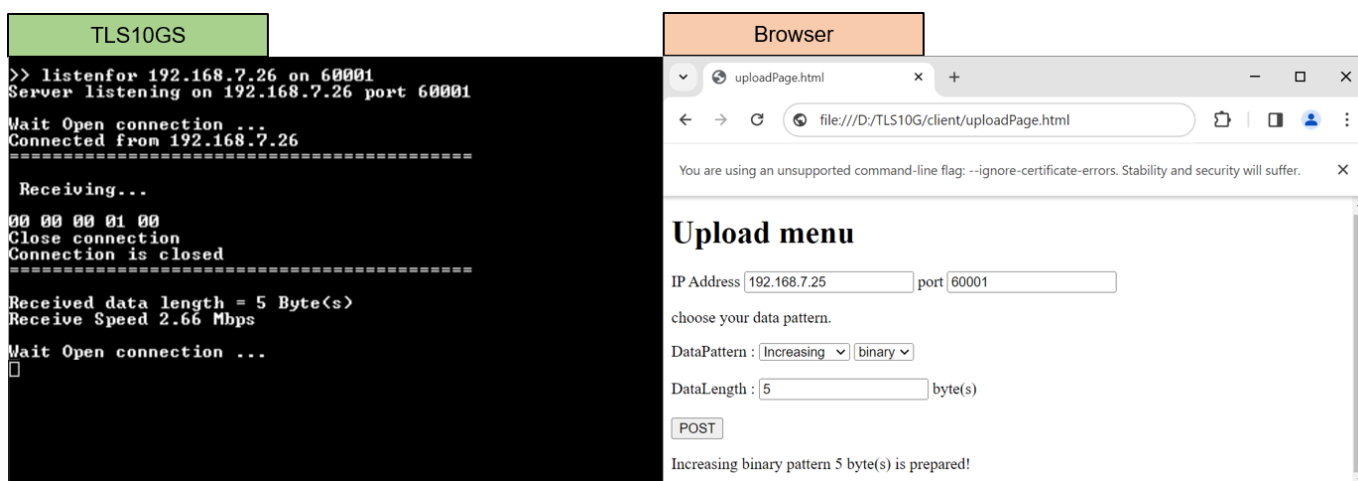 TLS10GS
>> listenfor 192.168.7.26 on 60001
Server listening on 192.168.7.26 port 60001
Wait Open connection ...
Connected from 192.168.7.26
============================================
Receiving...
00 00 00 01 00
Close connection
Connection is closed
============================================
Received data length = 5 Byte(s)
Receive Speed 2.66 Mbps
Wait Open connection ...
Browser
uploadPage.html
file:///D:/TLS10G/client/uploadPage.html
You are using an unsupported command-line flag: --ignore-certificate-errors. Stability and security will suffer.
Upload menu
IP Address 192.168.7.25 port 60001
choose your data pattern.
DataPattern : Increasing binary
DataLength : 5 byte(s)
POST
Increasing binary pattern 5 byte(s) is prepared!